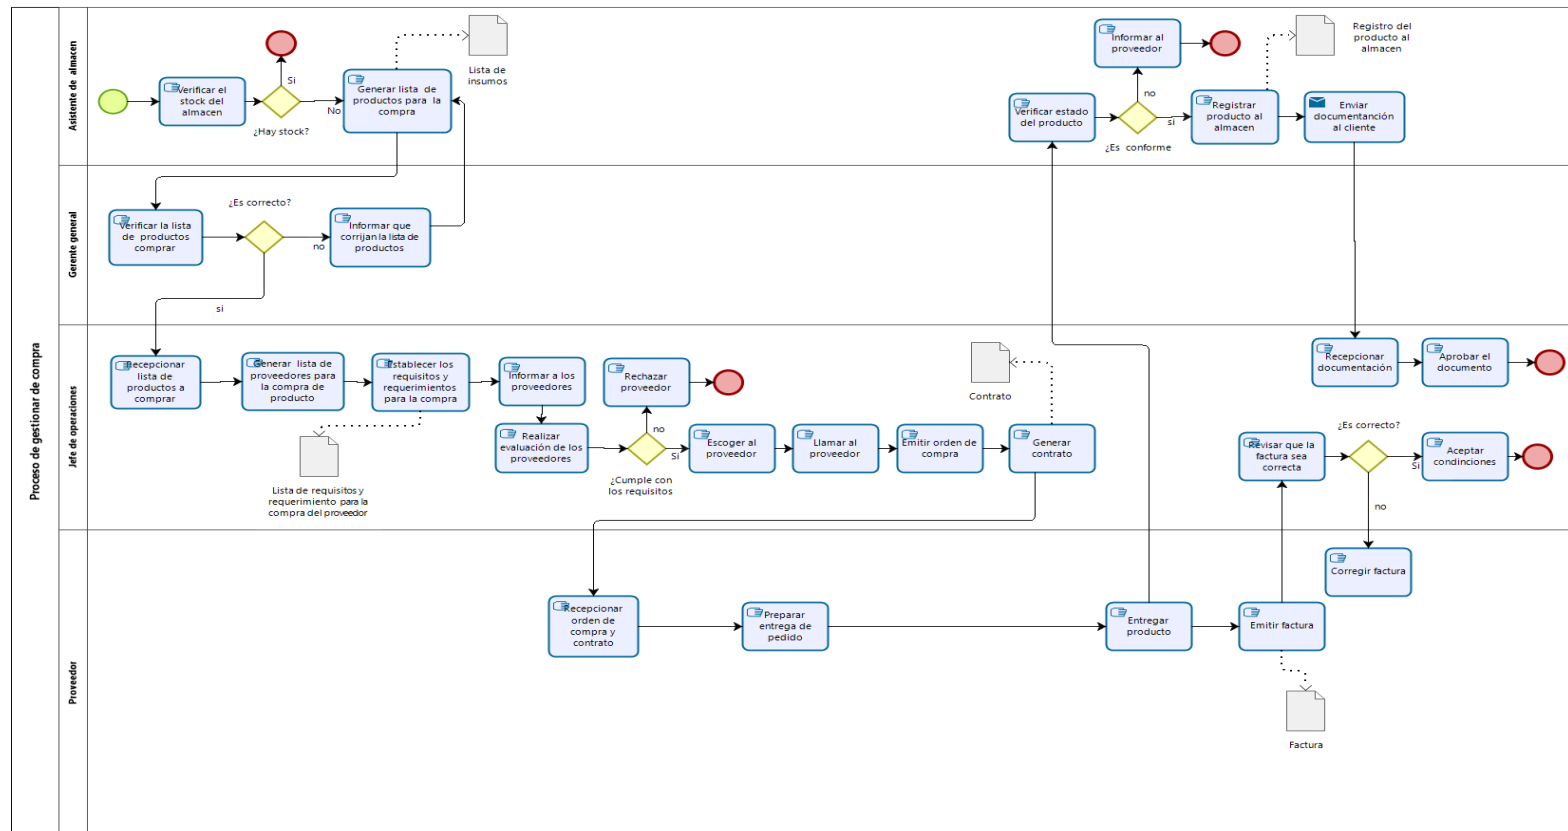 Proceso de gestionar de compra
Asistente de almacen
Verificar el
stock del
almacen
Si
¿Hay stock?
No
Generar lista de
productos para la
compra
Lista de
insumos
Informar al
proveedor
Verificar estado
del producto
no
¿Es conforme
si
Registrar
producto al
almacen
Registro del
producto al
almacen
Enviar
documentanción
al cliente
Gerente general
Verificar la lista
de productos
comprar
¿Es correcto?
no
si
Informar que
corrijan la lista de
productos
Jefe de operaciones
Recepcionar
lista de
productos a
comprar
Generar lista de
proveedores para
la compra de
producto
Establecer los
requisitos y
requerimientos
para la compra
Lista de requisitos y
requerimiento para la
compra del proveedor
Informar a los
proveedores
Realizar
evaluación de los
proveedores
Rechazar
proveedor
no
Si
¿Cumple con
los requisitos
Escoger al
proveedor
Llamar al
proveedor
Emitir orden de
compra
Generar
contrato
Contrato
Recepcionar
documentación
Aprobar el
documento
Revisar que la
factura sea
correcta
¿Es correcto?
Si
no
Aceptar
condinciones
Proveedor
Recepcionar
orden de
compra y
contrato
Preparar
entrega de
pedido
Entregar
producto
Emitir factura
Corregir factura
Factura